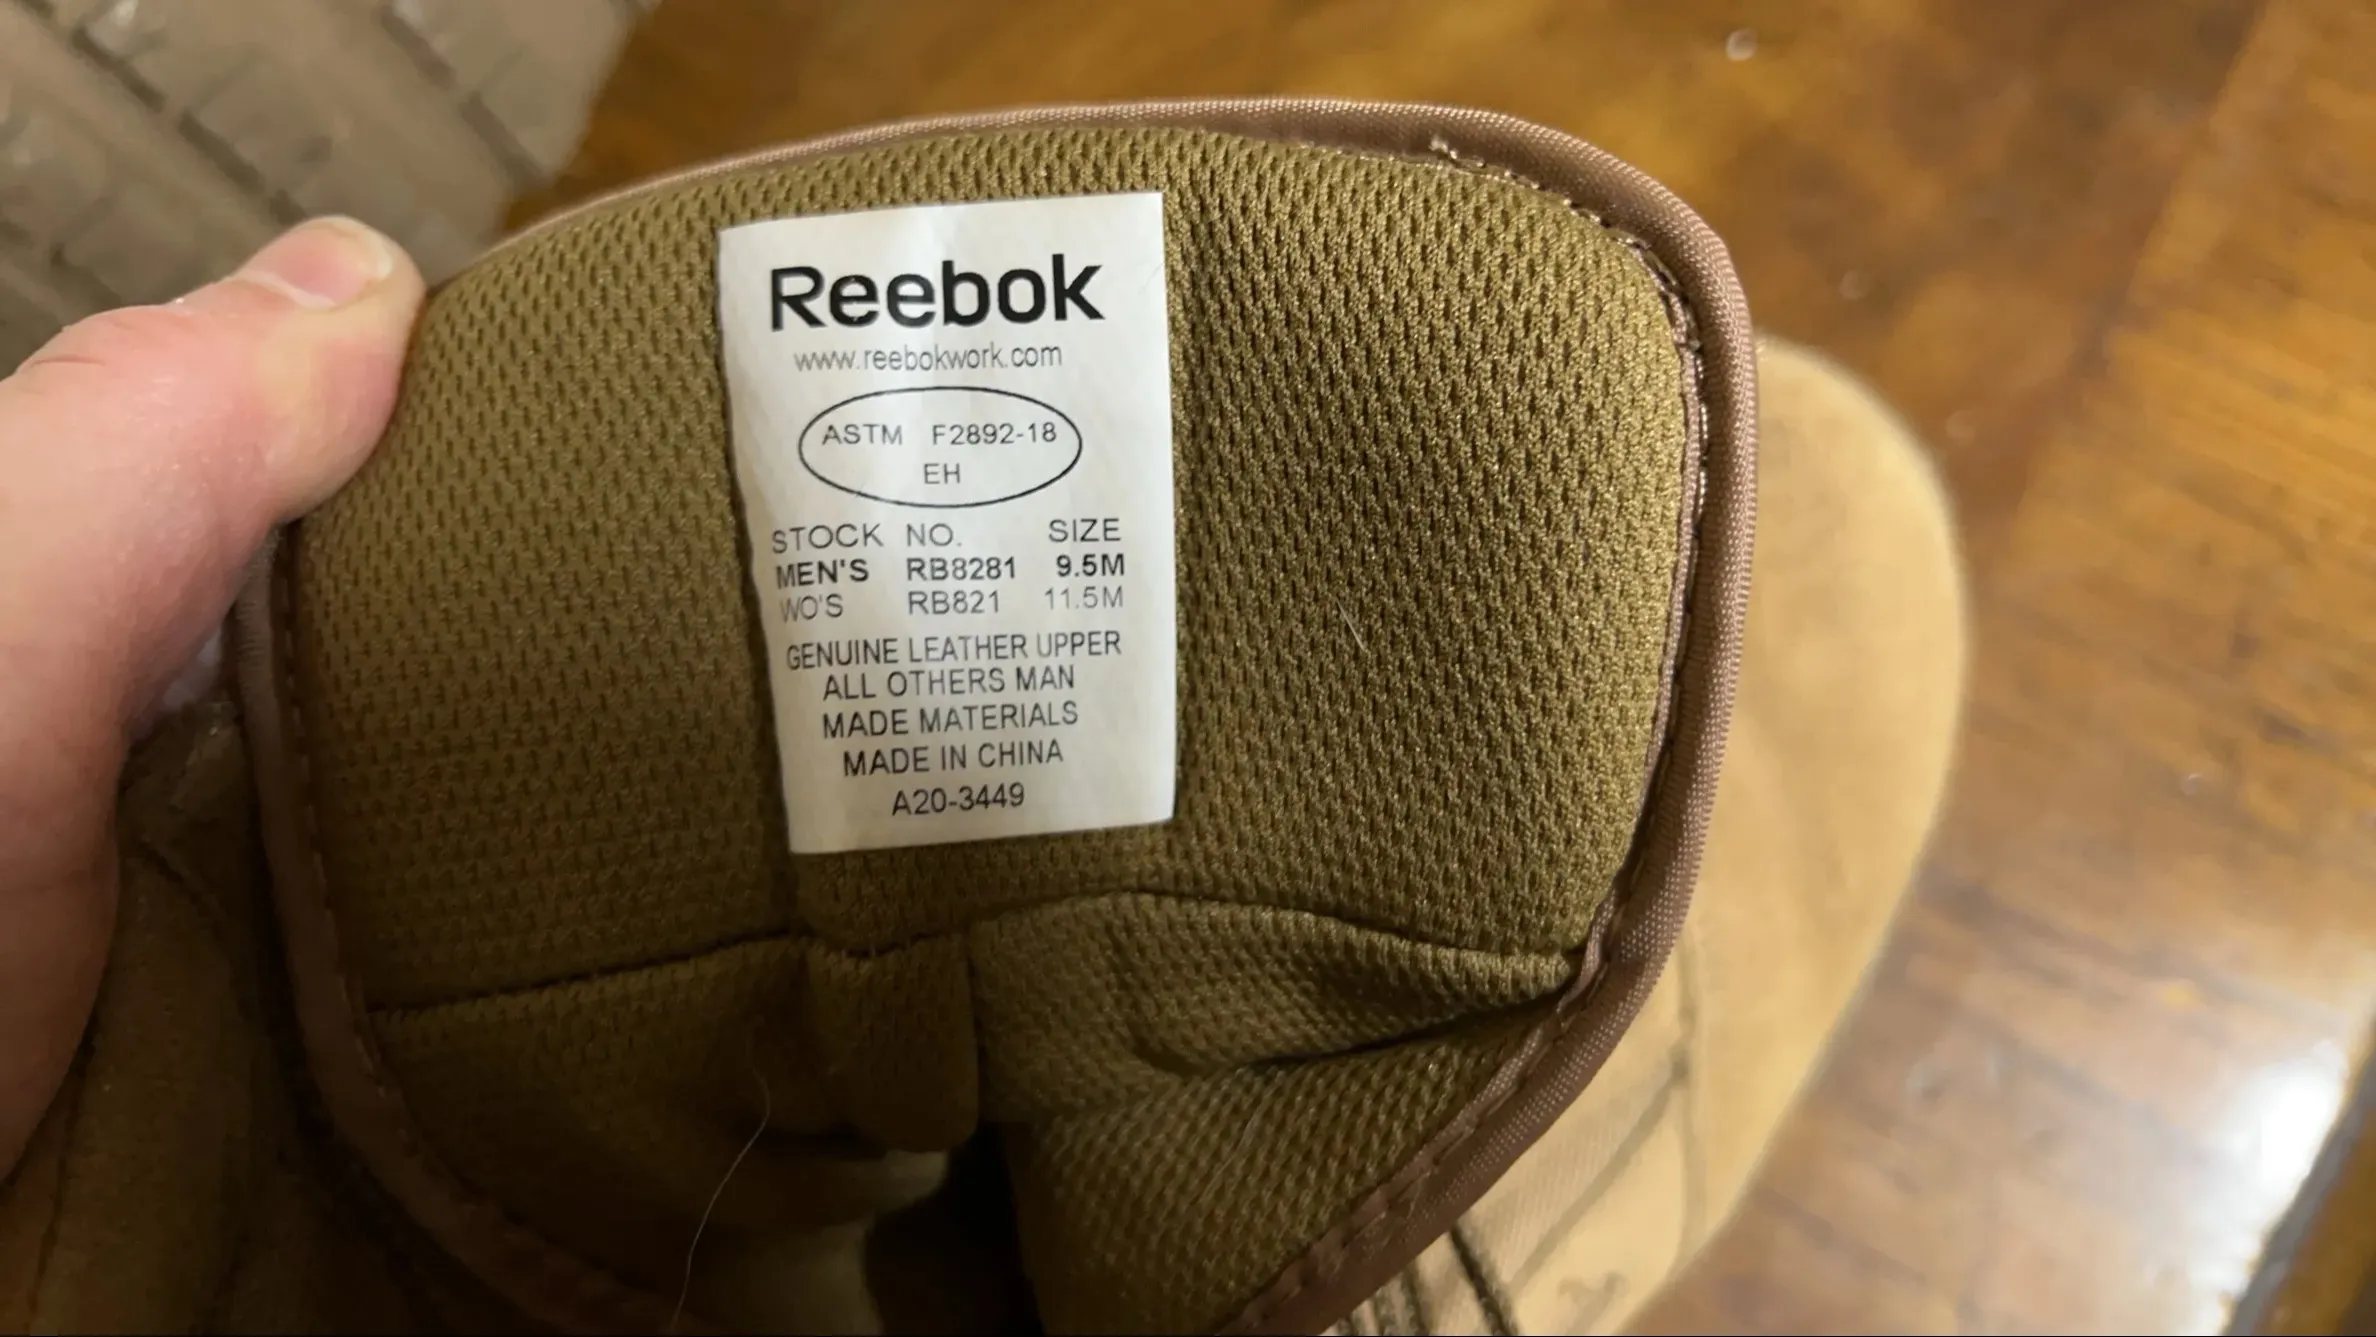 Reebok
www.reebokwork.com
ASTM F2892-18
EH
STOCK NO. SIZE
MEN'S RB8281 9.5M
WO'S RB821 11.5M
GENUINE LEATHER UPPER
ALL OTHERS MAN
MADE MATERIALS
MADE IN CHINA
A20-3449